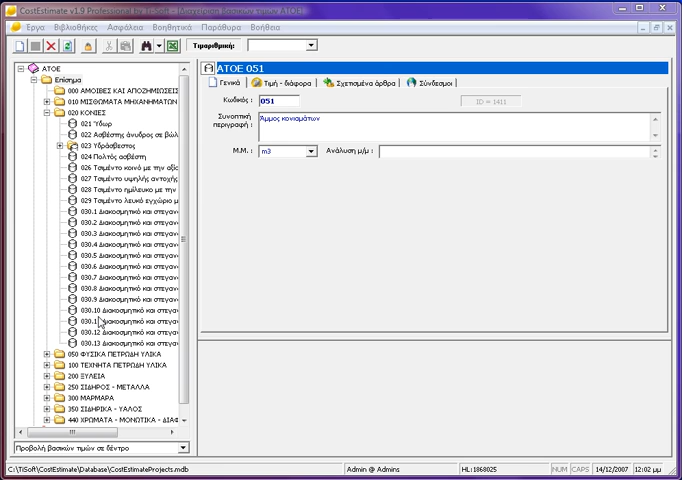 CostEstimate v1.9 Professional by TiSoft - [Διαχείριση βασικών τιμών ΑΤΟΕ]
Έργα Βιβλιοθήκες Ασφάλεια Βοηθητικά Παράθυρα Βοήθεια
Τιμαριθμική:
ΑΤΟΕ
Επίσημα
000 ΑΜΟΙΒΕΣ ΚΑΙ ΑΠΟΖΗΜΙΩΣΕΙΣ
010 ΜΙΣΘΩΜΑΤΑ ΜΗΧΑΝΗΜΑΤΩΝ
020 ΚΟΝΙΕΣ
021 Ύδωρ
022 Ασβέστης άνυδρος σε βώλ
023 Υδράσβεστος
024 Πολτός ασβέστη
026 Τσιμέντο κοινό με την αξία
027 Τσιμέντο υψηλής αντοχής
028 Τσιμέντο ημίλευκο με την
029 Τσιμέντο λευκό εγχώριο μ
030.1 Διακοσμητικό και στεγαν
030.2 Διακοσμητικό και στεγαν
030.3 Διακοσμητικό και στεγαν
030.4 Διακοσμητικό και στεγαν
030.5 Διακοσμητικό και στεγαν
030.6 Διακοσμητικό και στεγαν
030.7 Διακοσμητικό και στεγαν
030.8 Διακοσμητικό και στεγαν
030.9 Διακοσμητικό και στεγαν
030.10 Διακοσμητικό και στεγα
030.1 Διακοσμητικό και στεγα
030.12 Διακοσμητικό και στεγα
030.13 Διακοσμητικό και στεγα
050 ΦΥΣΙΚΑ ΠΕΤΡΩΔΗ ΥΛΙΚΑ
100 ΤΕΧΝΗΤΑ ΠΕΤΡΩΔΗ ΥΛΙΚΑ
200 ΞΥΛΕΙΑ
250 ΣΙΔΗΡΟΣ - ΜΕΤΑΛΛΑ
300 ΜΑΡΜΑΡΑ
350 ΣΙΔΗΡΙΚΑ - ΥΑΛΟΣ
440 ΧΡΩΜΑΤΑ - ΜΟΝΩΤΙΚΑ - ΔΙΑΦ
Προβολή βασικών τιμών σε δέντρο
ΑΤΟΕ 051
Γενικά Τιμή - διάφορα Σχετισμένα άρθρα Σύνδεσμοι
Κωδικός : 051 ID = 1411
Συνοπτική περιγραφή : Άμμος κονιαμάτων
Μ.Μ. : m3 Ανάλυση μ/μ :
C:\TiSoft\CostEstimate\Database\CostEstimateProjects.mdb Admin @ Admins HL:1868025 NUM CAPS 14/12/2007 12:02 μμ